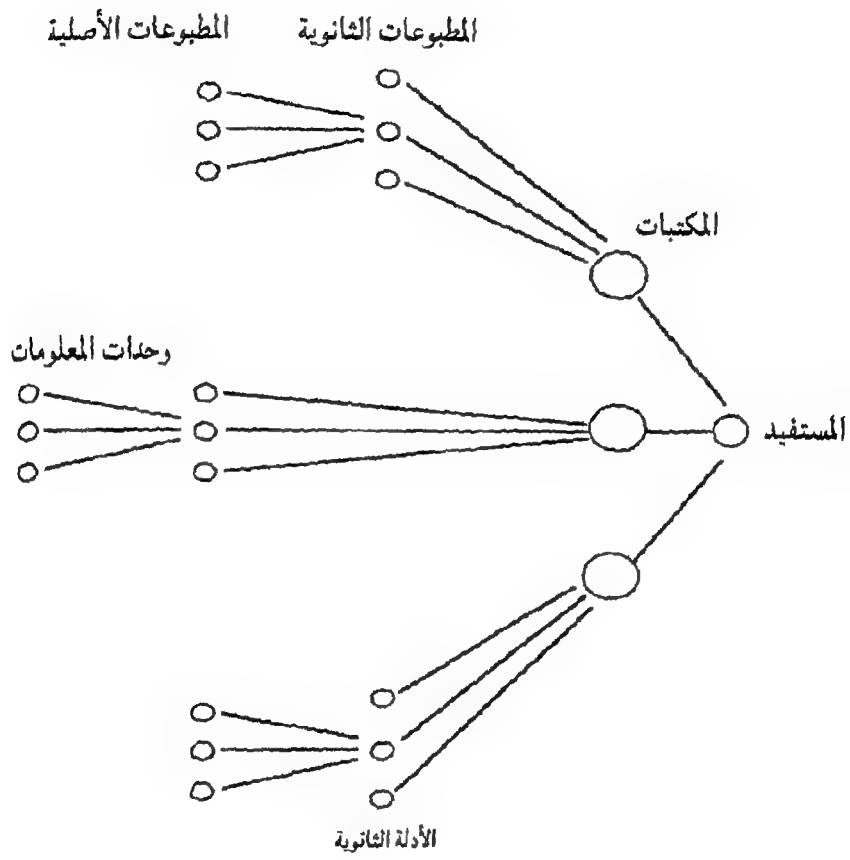 المطبوعات الثانوية
المطبوعات الأصلية
المكتبات
وحدات المعلومات
المستفيد
الأدلة الثانوية